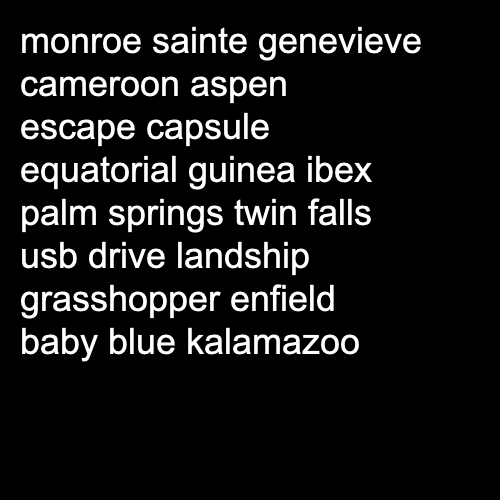 monroe sainte genevieve
cameroon aspen
escape capsule
equatorial guinea ibex
palm springs twin falls
usb drive landship
grasshopper enfield
baby blue kalamazoo